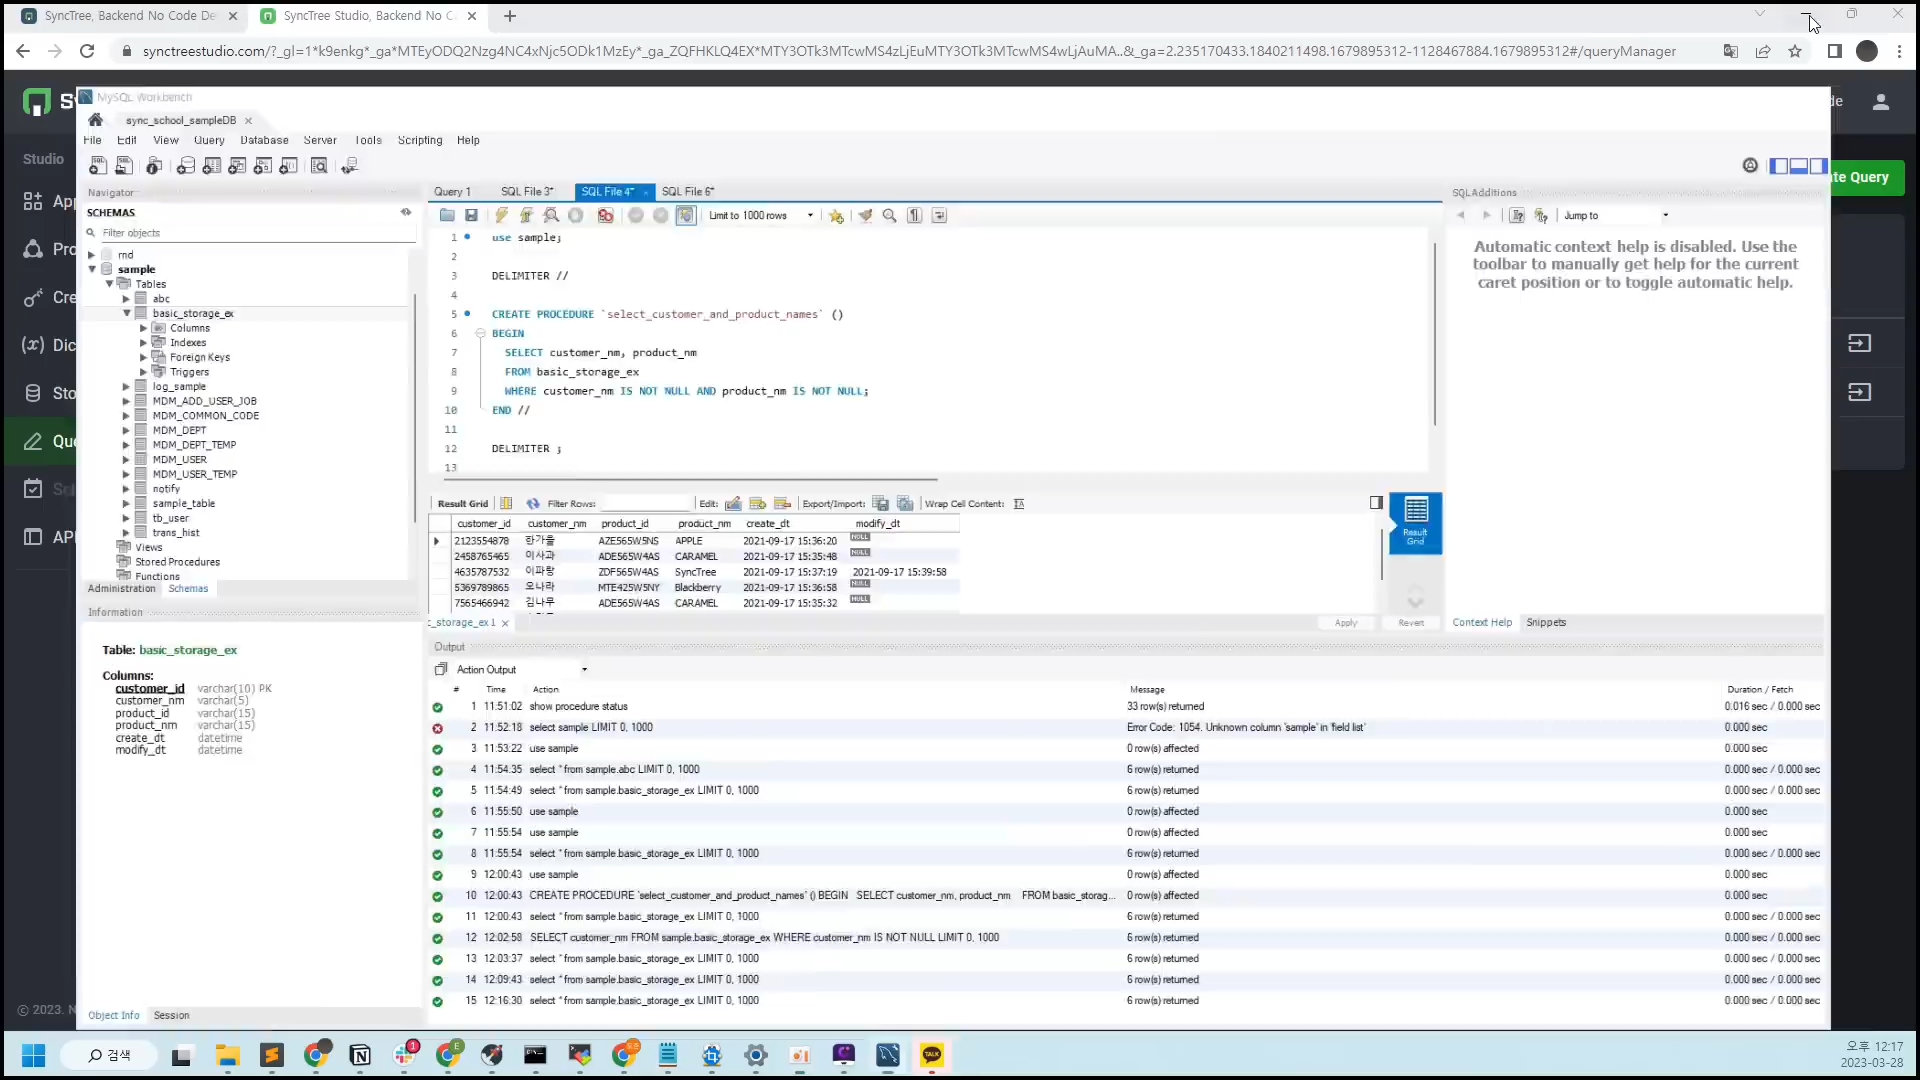 SyncTree, Backend No Code De
SyncTree Studio, Backend No C
synctreestudio.com/?_gl=1*k9enkg*_ga*MTEyODQ2Nzg4NC4xNjc5ODk1MzEy*_ga_ZQFHKLQ4EX*MTY3OTk3MTcwMS4zLjEuMTY3OTk3MTcwMS4wLjAuMA..&_ga=2.235170433.1840211498.1679895312-1128467884.1679895312#/queryManager
MySQL Workbench
sync_school_sampleDB
File Edit View Query Database Server Tools Scripting Help
Studio
te Query
Navigator
SCHEMAS
Filter objects
rnd
sample
Tables
abc
basic_storage_ex
Columns
Indexes
Foreign Keys
Triggers
log_sample
MDM_ADD_USER_JOB
MDM_COMMON_CODE
MDM_DEPT
MDM_DEPT_TEMP
MDM_USER
MDM_USER_TEMP
notify
sample_table
tb_user
trans_hist
Views
Stored Procedures
Functions
Administration Schemas
Information
Table: basic_storage_ex
Columns:
customer_id varchar(10) PK
customer_nm varchar(5)
product_id varchar(15)
product_nm varchar(15)
create_dt datetime
modify_dt datetime
Object Info Session
Query 1 SQL File 3* SQL File 4* SQL File 6*
Limit to 1000 rows
1 use sample;
2
3 DELIMITER //
4
5 CREATE PROCEDURE `select_customer_and_product_names` ()
6 BEGIN
7 SELECT customer_nm, product_nm
8 FROM basic_storage_ex
9 WHERE customer_nm IS NOT NULL AND product_nm IS NOT NULL;
10 END //
11
12 DELIMITER ;
13
Result Grid Filter Rows: Edit: Export/Import: Wrap Cell Content:
customer_id customer_nm product_id product_nm create_dt modify_dt
2123554878 한가을 AZE565W5NS APPLE 2021-09-17 15:36:20 NULL
2458765465 이사과 ADE565W4AS CARAMEL 2021-09-17 15:35:48 NULL
4635787532 이파랑 ZDF565W4AS SyncTree 2021-09-17 15:37:19 2021-09-17 15:39:58
5369789865 오나라 MTE425W5NY Blackberry 2021-09-17 15:36:58 NULL
7565466942 김나무 ADE565W4AS CARAMEL 2021-09-17 15:35:32 NULL
Result Grid
c_storage_ex 1 Apply Revert
SQLAdditions
Jump to
Automatic context help is disabled. Use the
toolbar to manually get help for the current
caret position or to toggle automatic help.
Context Help Snippets
Output
Action Output
# Time Action Message Duration / Fetch
1 11:51:02 show procedure status 33 row(s) returned 0.016 sec / 0.000 sec
2 11:52:18 select sample LIMIT 0, 1000 Error Code: 1054. Unknown column 'sample' in 'field list' 0.000 sec
3 11:53:22 use sample 0 row(s) affected 0.000 sec
4 11:54:35 select * from sample.abc LIMIT 0, 1000 6 row(s) returned 0.000 sec / 0.000 sec
5 11:54:49 select * from sample.basic_storage_ex LIMIT 0, 1000 6 row(s) returned 0.000 sec / 0.000 sec
6 11:55:50 use sample 0 row(s) affected 0.000 sec
7 11:55:54 use sample 0 row(s) affected 0.000 sec
8 11:55:54 select * from sample.basic_storage_ex LIMIT 0, 1000 6 row(s) returned 0.000 sec / 0.000 sec
9 12:00:43 use sample 0 row(s) affected 0.000 sec
10 12:00:43 CREATE PROCEDURE `select_customer_and_product_names` () BEGIN SELECT customer_nm, product_nm FROM basic_storag... 0 row(s) affected 0.000 sec
11 12:00:43 select * from sample.basic_storage_ex LIMIT 0, 1000 6 row(s) returned 0.000 sec / 0.000 sec
12 12:02:58 SELECT customer_nm FROM sample.basic_storage_ex WHERE customer_nm IS NOT NULL LIMIT 0, 1000 6 row(s) returned 0.000 sec / 0.000 sec
13 12:03:37 select * from sample.basic_storage_ex LIMIT 0, 1000 6 row(s) returned 0.000 sec / 0.000 sec
14 12:09:43 select * from sample.basic_storage_ex LIMIT 0, 1000 6 row(s) returned 0.000 sec / 0.000 sec
15 12:16:30 select * from sample.basic_storage_ex LIMIT 0, 1000 6 row(s) returned 0.000 sec / 0.000 sec
© 2023. N
검색
TALK
오후 12:17
2023-03-28